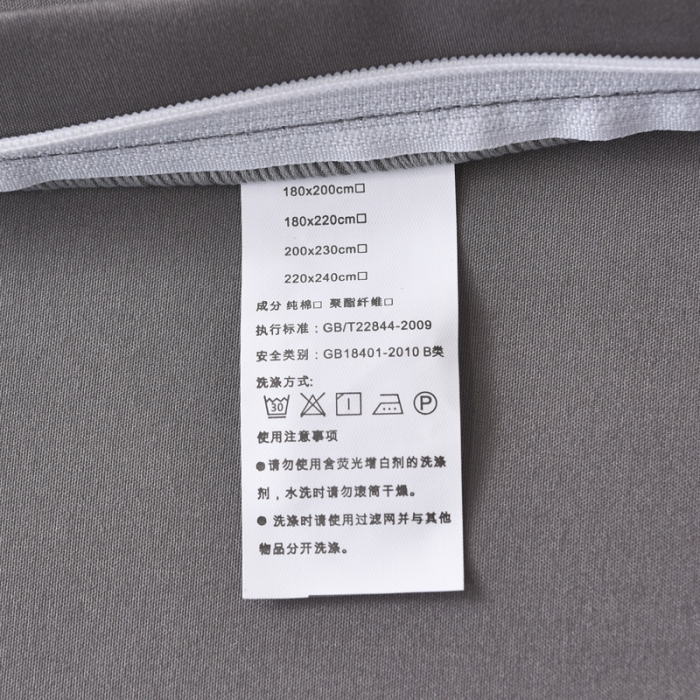 180x200cm□
180x220cm□
200x230cm□
220x240cm□
成分 纯棉□ 聚酯纤维□
执行标准：GB/T22844-2009
安全类别：GB18401-2010 B类
洗涤方式:
30 P
使用注意事项
●请勿使用含荧光增白剂的洗涤
剂，水洗时请勿滚筒干燥。
● 洗涤时请使用过滤网并与其他
物品分开洗涤。